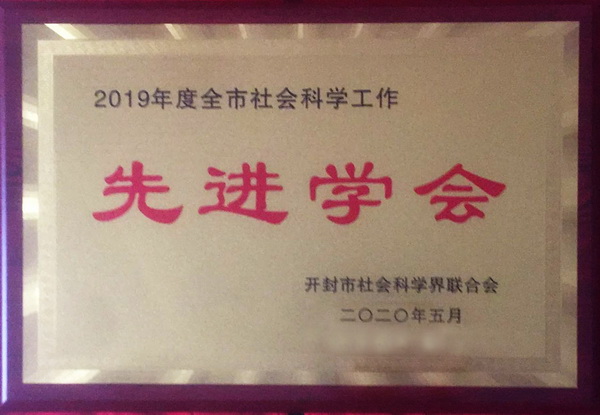 2019年度全市社会科学工作
先进学会
开封市社会科学界联合会
二〇二〇年五月